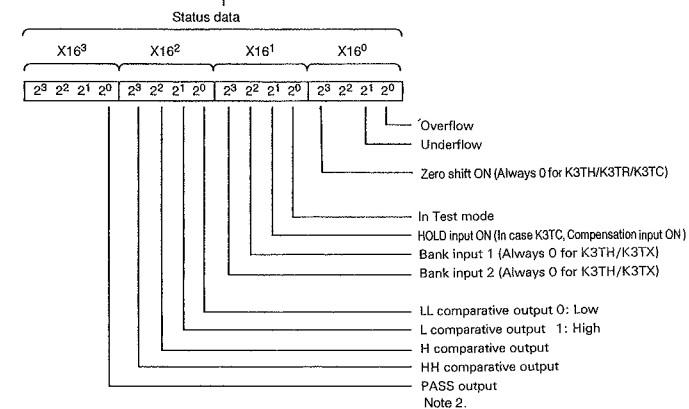 Status data
X16³ X16² X16¹ X16⁰
2³ 2² 2¹ 2⁰ 2³ 2² 2¹ 2⁰ 2³ 2² 2¹ 2⁰ 2³ 2² 2¹ 2⁰
Overflow
Underflow
Zero shift ON (Always 0 for K3TH/K3TR/K3TC)
In Test mode
HOLD input ON (In case K3TC, Compensation input ON)
Bank input 1 (Always 0 for K3TH/K3TX)
Bank input 2 (Always 0 for K3TH/K3TX)
LL comparative output 0: Low
L comparative output 1: High
H comparative output
HH comparative output
PASS output
Note 2.